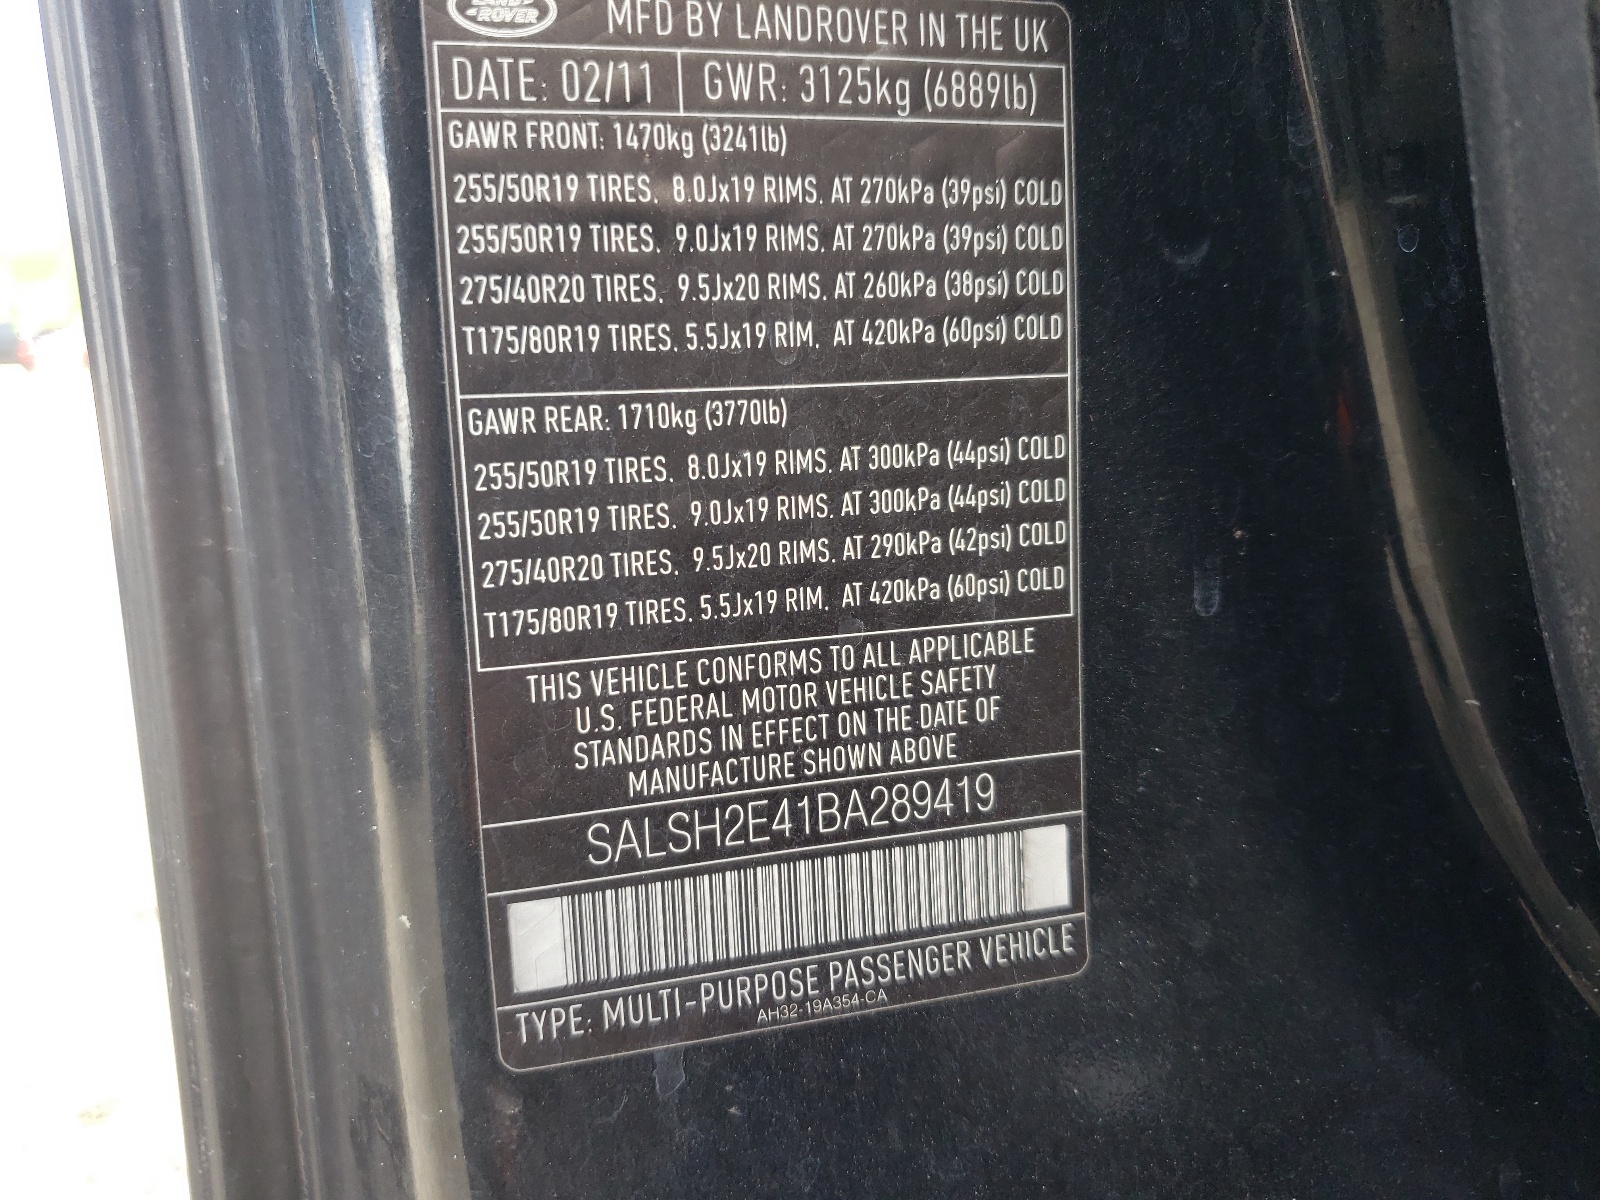 LAND-
-ROVER
MFD BY LANDROVER IN THE UK
DATE: 02/11 GWR: 3125kg (6889lb)
GAWR FRONT: 1470kg (3241lb)
255/50R19 TIRES. 8.0Jx19 RIMS. AT 270kPa (39psi) COLD
255/50R19 TIRES. 9.0Jx19 RIMS. AT 270kPa (39psi) COLD
275/40R20 TIRES. 9.5Jx20 RIMS. AT 260kPa (38psi) COLD
T175/80R19 TIRES. 5.5Jx19 RIM. AT 420kPa (60psi) COLD
GAWR REAR: 1710kg (3770lb)
255/50R19 TIRES. 8.0Jx19 RIMS. AT 300kPa (44psi) COLD
255/50R19 TIRES. 9.0Jx19 RIMS. AT 300kPa (44psi) COLD
275/40R20 TIRES. 9.5Jx20 RIMS. AT 290kPa (42psi) COLD
T175/80R19 TIRES. 5.5Jx19 RIM. AT 420kPa (60psi) COLD
THIS VEHICLE CONFORMS TO ALL APPLICABLE
U.S. FEDERAL MOTOR VEHICLE SAFETY
STANDARDS IN EFFECT ON THE DATE OF
MANUFACTURE SHOWN ABOVE
SALSH2E41BA289419
TYPE: MULTI-PURPOSE PASSENGER VEHICLE
AH32-19A354-CA